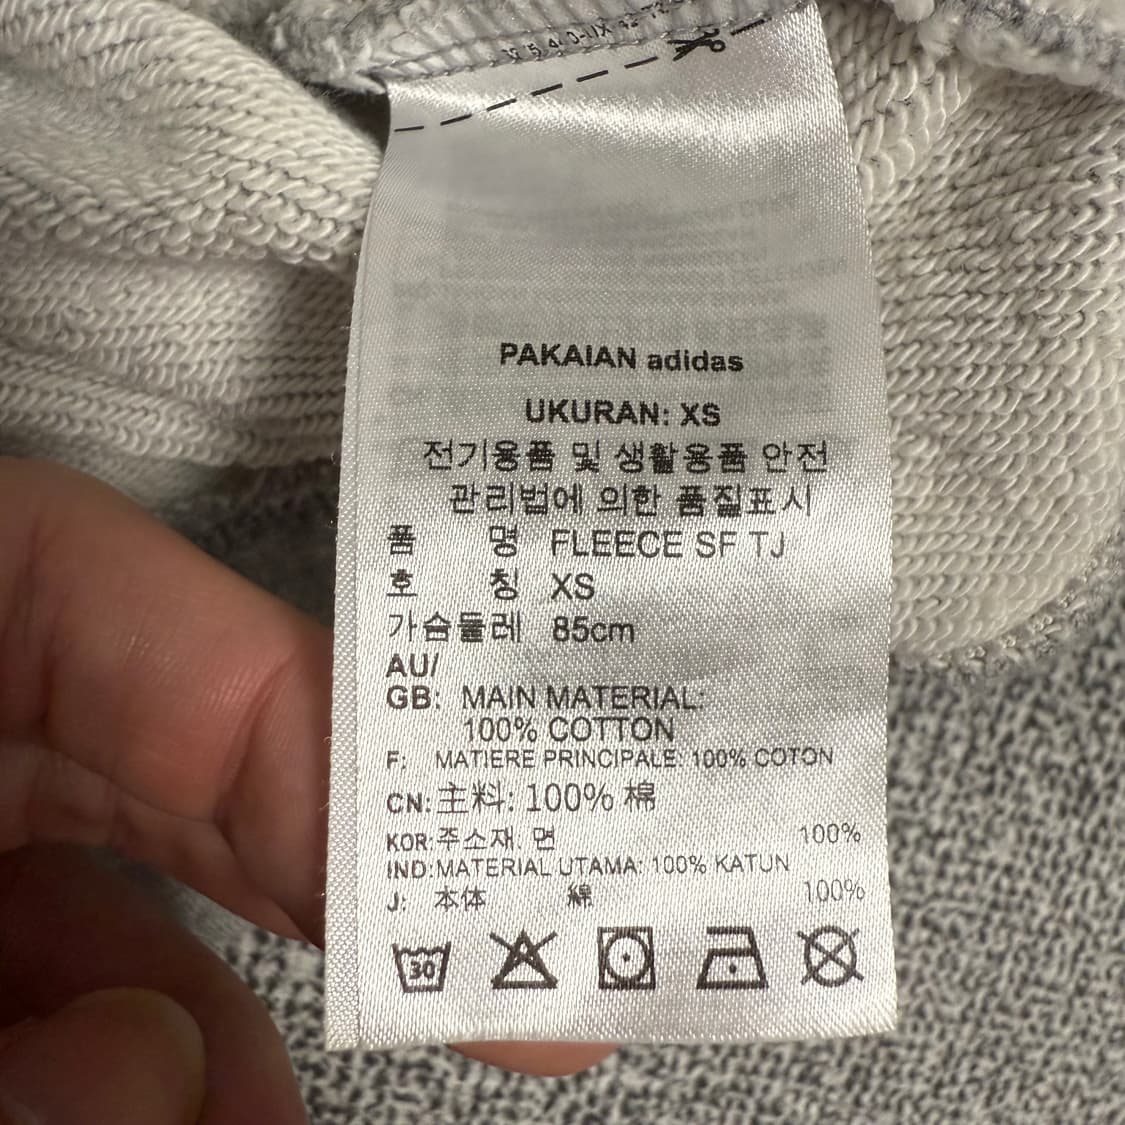 PAKAIAN adidas
UKURAN: XS
전기용품 및 생활용품 안전
관리법에 의한 품질표시
품 명 FLEECE SF TJ
호 칭 XS
가슴둘레 85cm
AU/
GB: MAIN MATERIAL:
100% COTTON
F: MATIERE PRINCIPALE: 100% COTON
CN: 主料: 100% 棉
KOR: 주소재: 면 100%
IND: MATERIAL UTAMA: 100% KATUN
J: 本体 綿 100%
30